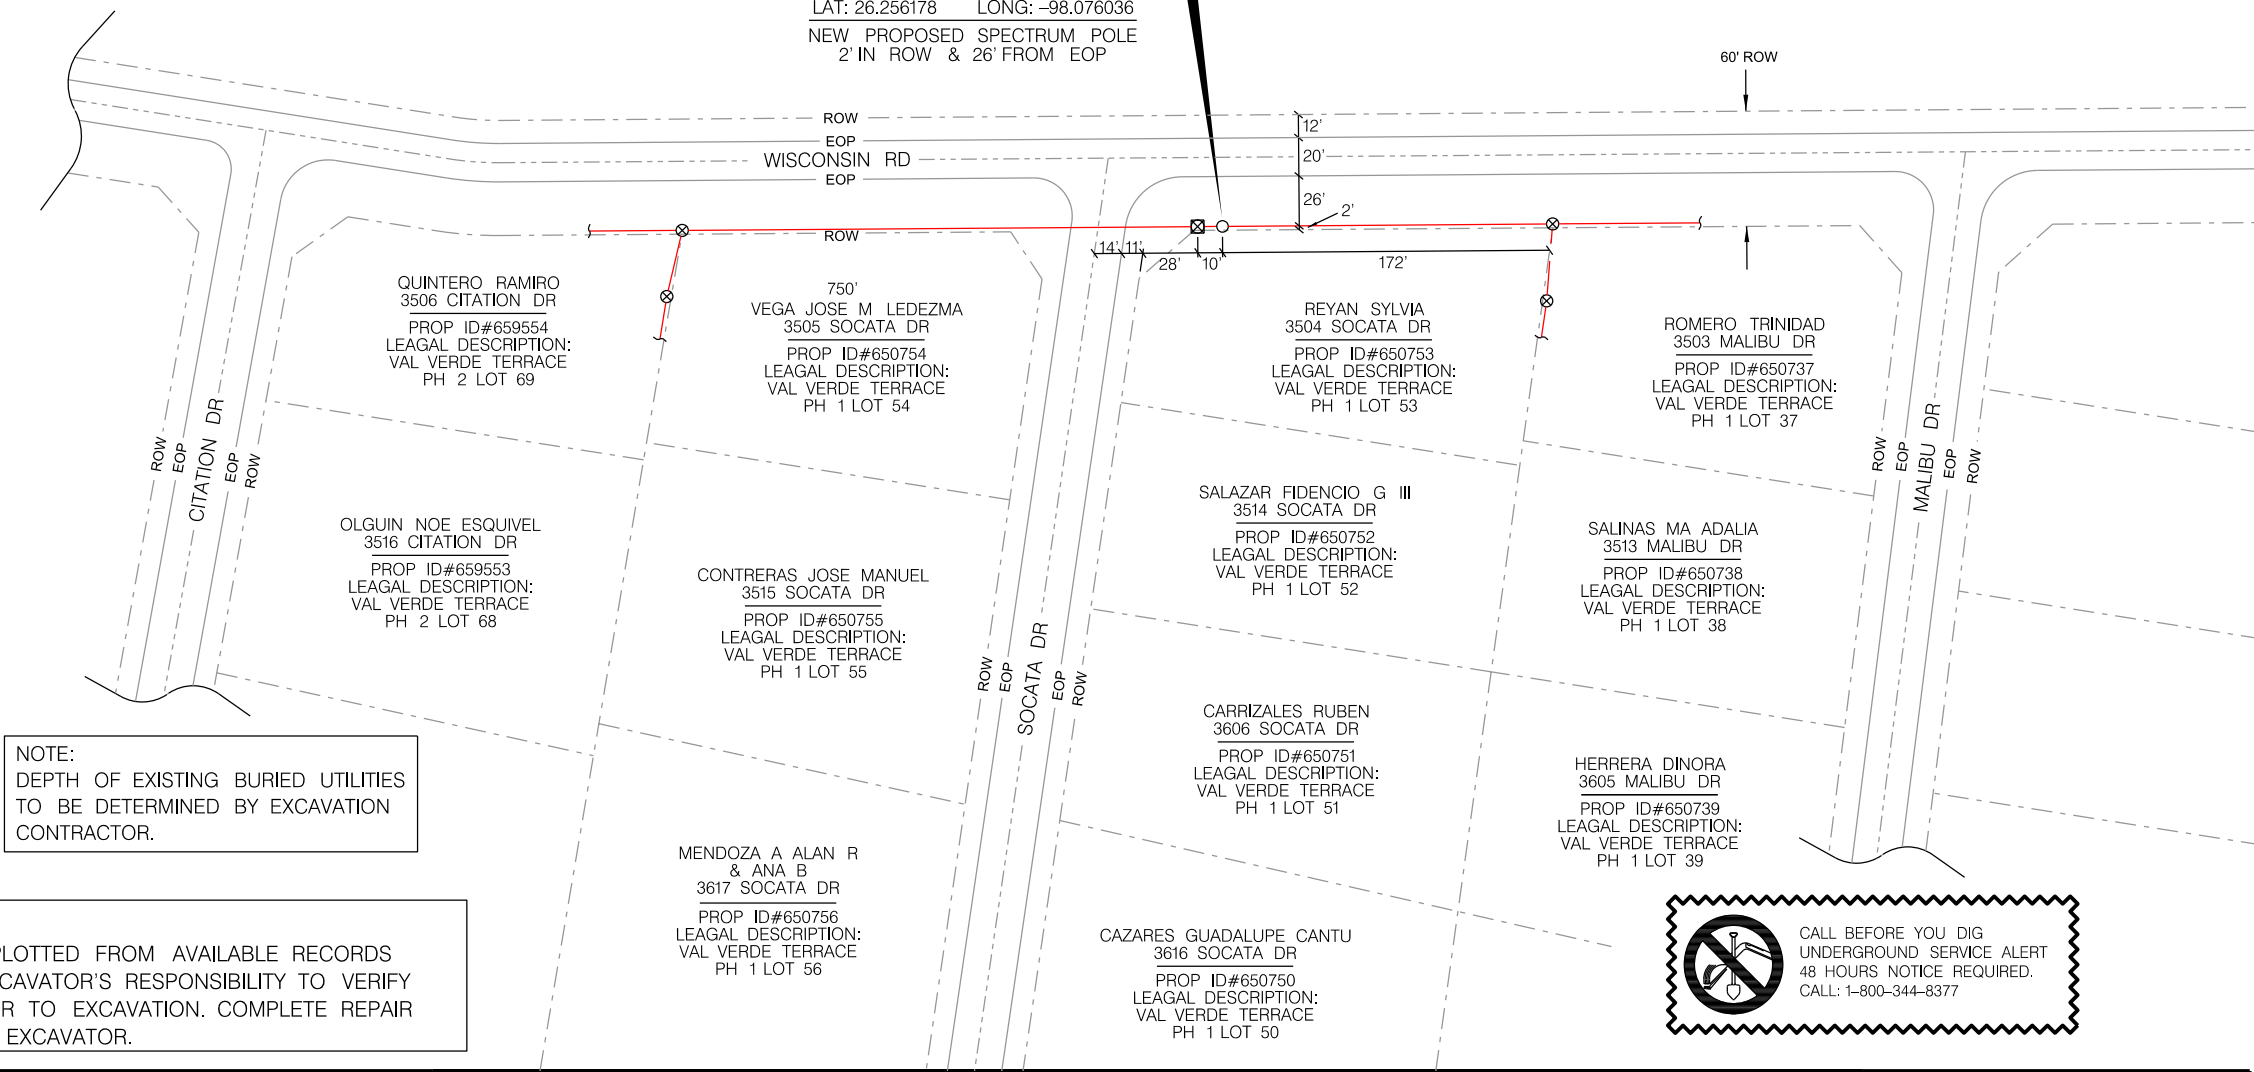 LAT: 26.256178 LONG: -98.076036
NEW PROPOSED SPECTRUM POLE
2' IN ROW & 26' FROM EOP
60' ROW
ROW
EOP
WISCONSIN RD
EOP
ROW
12'
20'
26'
2'
14'
11'
28'
10'
172'
750'
QUINTERO RAMIRO
3506 CITATION DR
PROP ID#659554
LEAGAL DESCRIPTION:
VAL VERDE TERRACE
PH 2 LOT 69
VEGA JOSE M LEDEZMA
3505 SOCATA DR
PROP ID#650754
LEAGAL DESCRIPTION:
VAL VERDE TERRACE
PH 1 LOT 54
REYAN SYLVIA
3504 SOCATA DR
PROP ID#650753
LEAGAL DESCRIPTION:
VAL VERDE TERRACE
PH 1 LOT 53
ROMERO TRINIDAD
3503 MALIBU DR
PROP ID#650737
LEAGAL DESCRIPTION:
VAL VERDE TERRACE
PH 1 LOT 37
ROW
EOP
CITATION DR
EOP
ROW
ROW
EOP
MALIBU DR
EOP
ROW
OLGUIN NOE ESQUIVEL
3516 CITATION DR
PROP ID#659553
LEAGAL DESCRIPTION:
VAL VERDE TERRACE
PH 2 LOT 68
CONTRERAS JOSE MANUEL
3515 SOCATA DR
PROP ID#650755
LEAGAL DESCRIPTION:
VAL VERDE TERRACE
PH 1 LOT 55
SALAZAR FIDENCIO G III
3514 SOCATA DR
PROP ID#650752
LEAGAL DESCRIPTION:
VAL VERDE TERRACE
PH 1 LOT 52
SALINAS MA ADALIA
3513 MALIBU DR
PROP ID#650738
LEAGAL DESCRIPTION:
VAL VERDE TERRACE
PH 1 LOT 38
ROW
EOP
SOCATA DR
EOP
ROW
CARRIZALES RUBEN
3606 SOCATA DR
PROP ID#650751
LEAGAL DESCRIPTION:
VAL VERDE TERRACE
PH 1 LOT 51
HERRERA DINORA
3605 MALIBU DR
PROP ID#650739
LEAGAL DESCRIPTION:
VAL VERDE TERRACE
PH 1 LOT 39
NOTE:
DEPTH OF EXISTING BURIED UTILITIES
TO BE DETERMINED BY EXCAVATION
CONTRACTOR.
MENDOZA A ALAN R
& ANA B
3617 SOCATA DR
PROP ID#650756
LEAGAL DESCRIPTION:
VAL VERDE TERRACE
PH 1 LOT 56
CAZARES GUADALUPE CANTU
3616 SOCATA DR
PROP ID#650750
LEAGAL DESCRIPTION:
VAL VERDE TERRACE
PH 1 LOT 50
PLOTTED FROM AVAILABLE RECORDS
CAVATOR'S RESPONSIBILITY TO VERIFY
R TO EXCAVATION. COMPLETE REPAIR
EXCAVATOR.
CALL BEFORE YOU DIG
UNDERGROUND SERVICE ALERT
48 HOURS NOTICE REQUIRED.
CALL: 1-800-344-8377